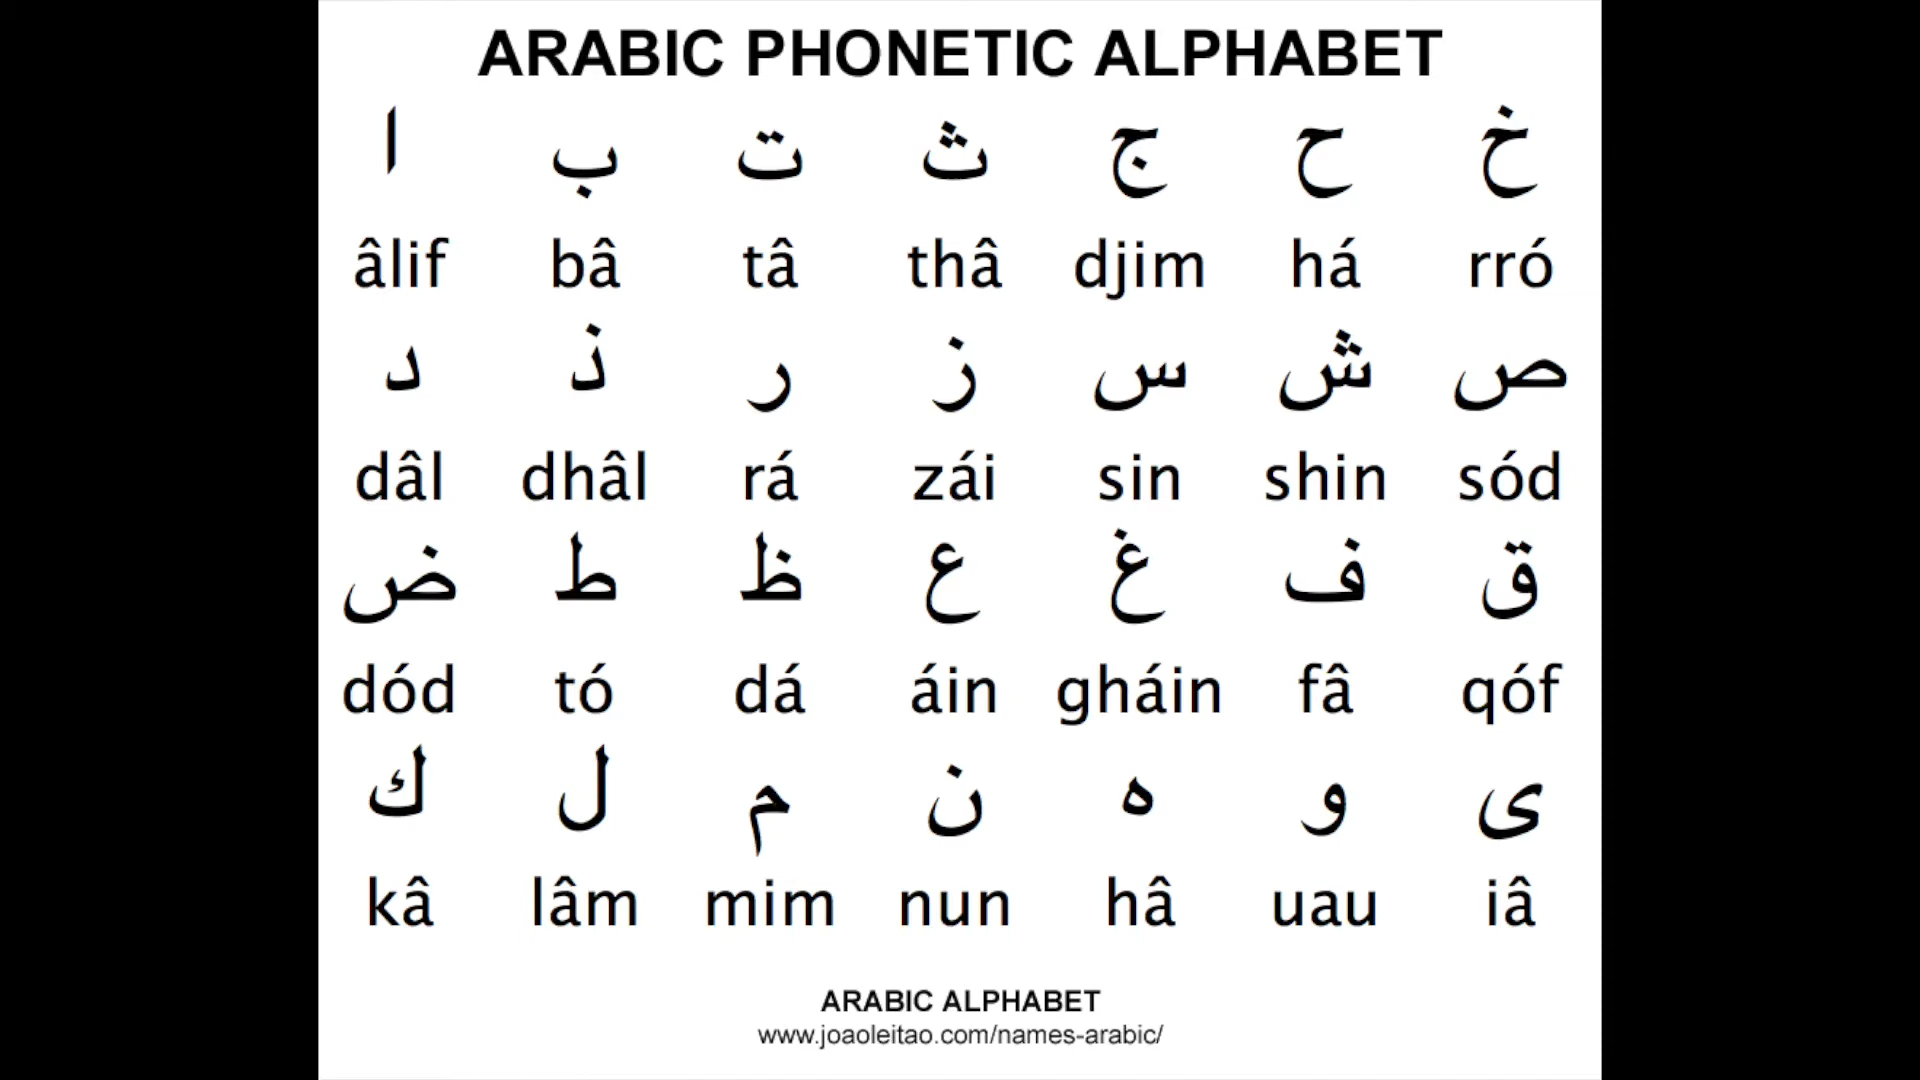 ARABIC PHONETIC ALPHABET
ا ب ت ث ج ح خ
âlif bâ tâ thâ djim há rró
د ذ ر ز س ش ص
dâl dhâl rá zái sin shin sód
ض ط ظ ع غ ف ق
dód tó dá áin gháin fâ qóf
ك ل م ن ه و ى
kâ lâm mim nun hâ uau iâ
ARABIC ALPHABET
www.joaoleitao.com/names-arabic/